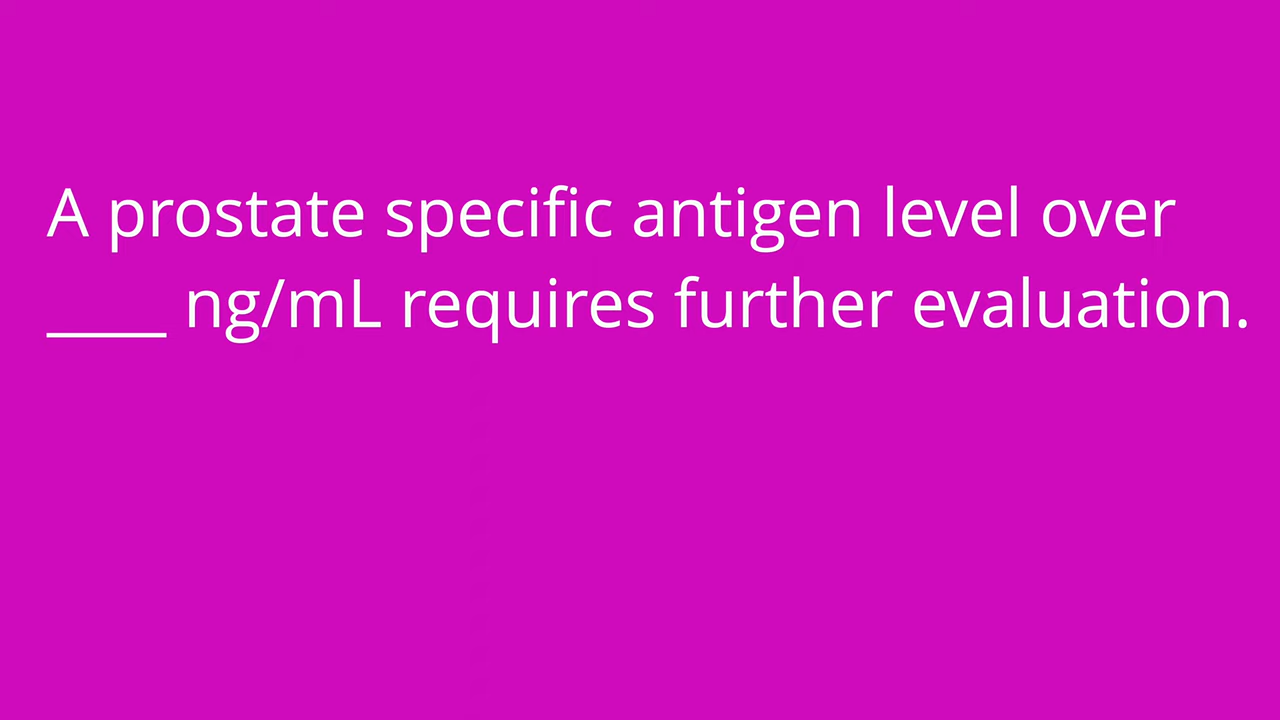 A prostate specific antigen level over
____ ng/mL requires further evaluation.